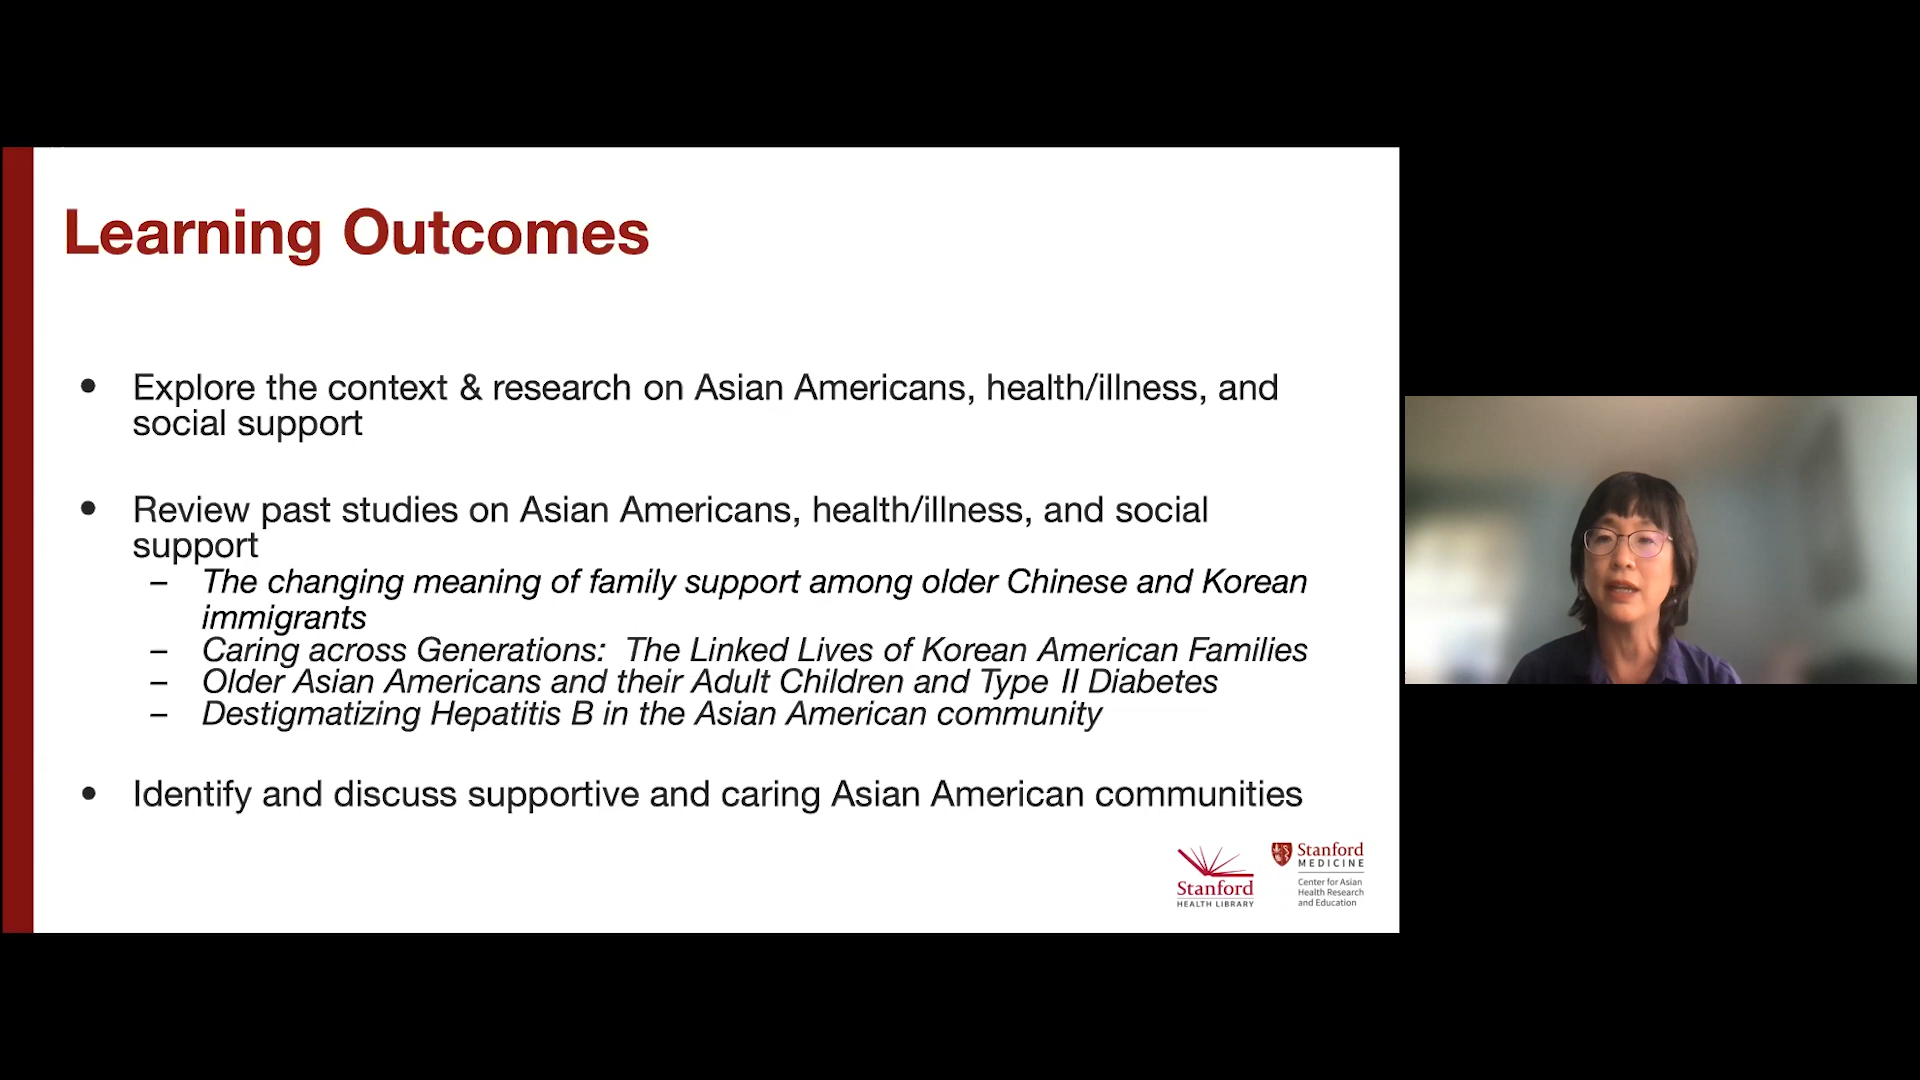 Learning Outcomes
• Explore the context & research on Asian Americans, health/illness, and
social support
• Review past studies on Asian Americans, health/illness, and social
support
– The changing meaning of family support among older Chinese and Korean
immigrants
– Caring across Generations:  The Linked Lives of Korean American Families
– Older Asian Americans and their Adult Children and Type II Diabetes
– Destigmatizing Hepatitis B in the Asian American community
• Identify and discuss supportive and caring Asian American communities
Stanford
HEALTH LIBRARY
Stanford
MEDICINE
Center for Asian
Health Research
and Education